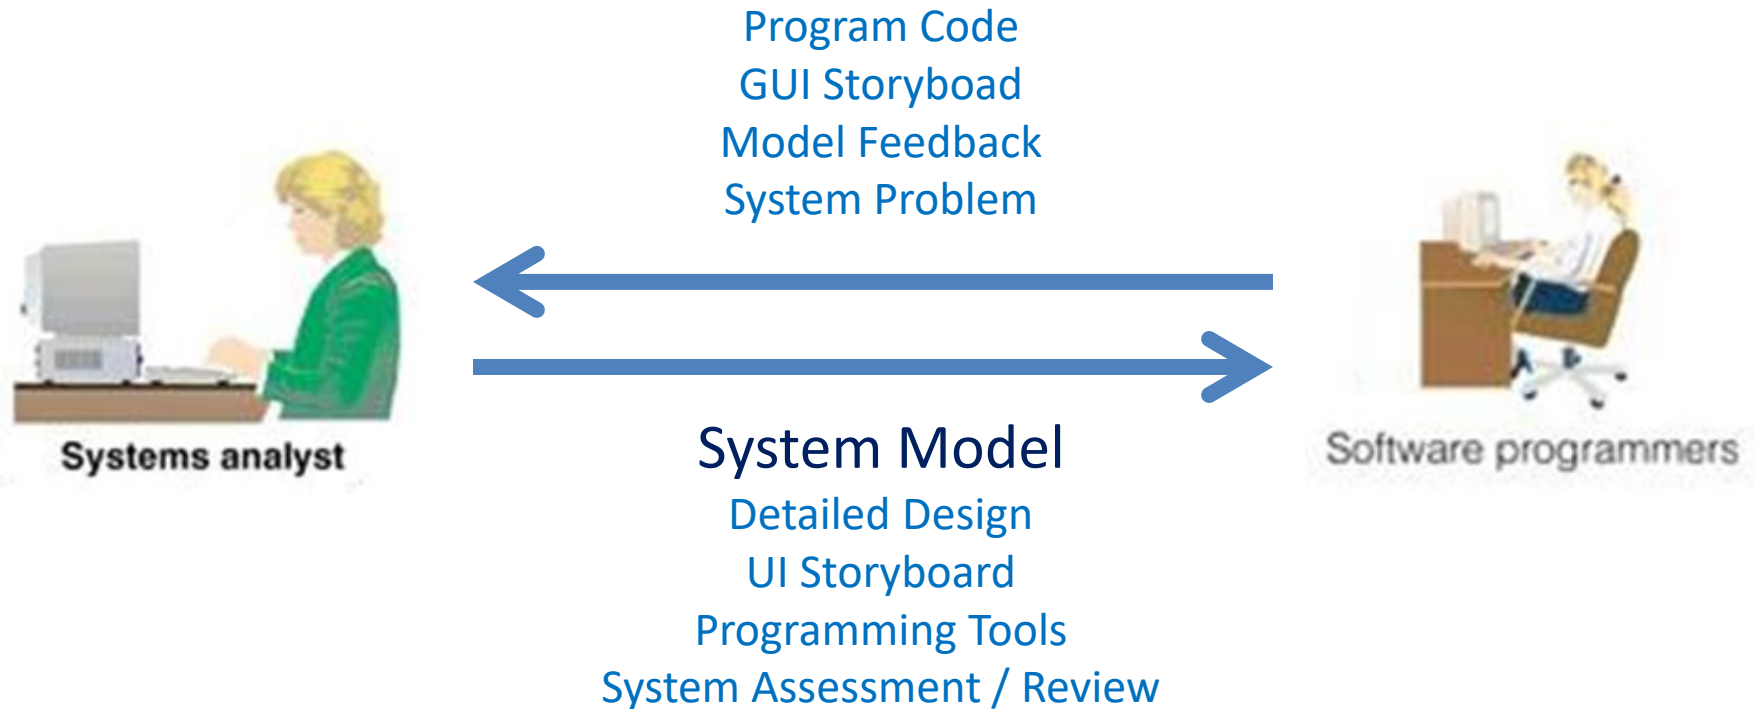 Program Code
GUI Storyboad
Model Feedback
System Problem
Systems analyst
Software programmers
System Model
Detailed Design
UI Storyboard
Programming Tools
System Assessment / Review